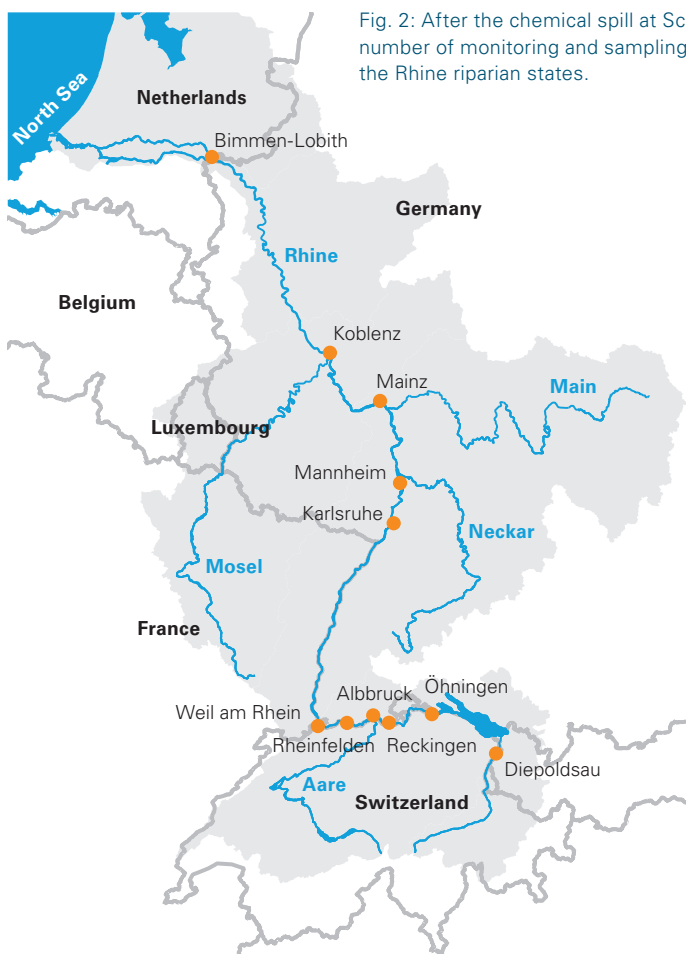 Fig. 2: After the chemical spill at Sc
number of monitoring and sampling
the Rhine riparian states.
North Sea
Netherlands
Bimmen-Lobith
Germany
Rhine
Belgium
Koblenz
Mainz
Main
Luxembourg
Mannheim
Karlsruhe
Neckar
Mosel
France
Albbruck
Öhningen
Weil am Rhein
Rheinfelden
Reckingen
Diepoldsau
Aare
Switzerland